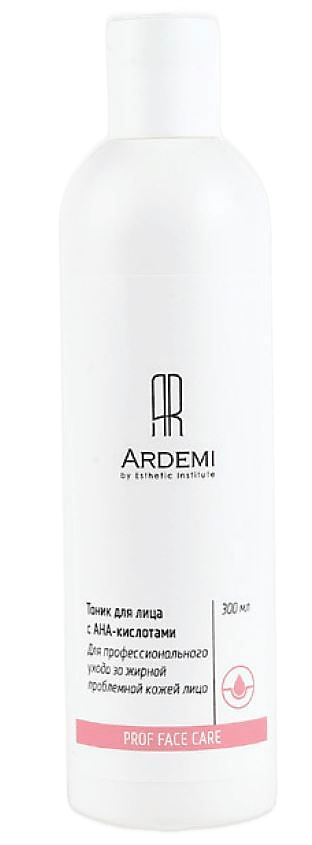 AR
ARDEMI
by Esthetic Institute
Тоник для лица
с АНА-кислотами
Для профессионального
ухода за жирной
проблемной кожей лица
300 мл
PROF FACE CARE